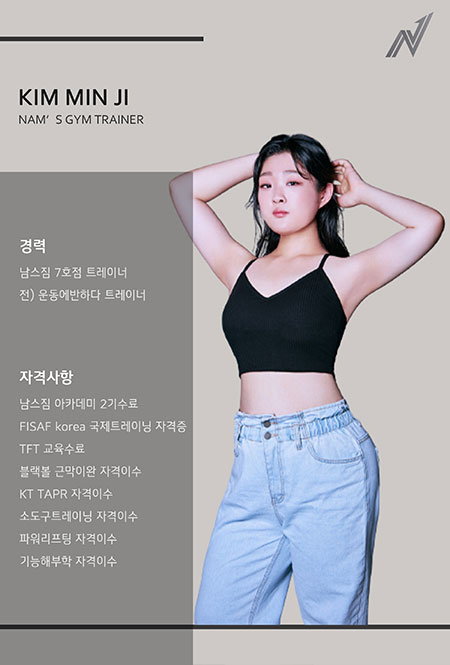 KIM MIN JI
NAM'S GYM TRAINER
경력
남스짐 7호점 트레이너
전) 운동에반하다 트레이너
자격사항
남스짐 아카데미 2기수료
FISAF korea 국제트레이닝 자격증
TFT 교육수료
블랙볼 근막이완 자격이수
KT TAPR 자격이수
소도구트레이닝 자격이수
파워리프팅 자격이수
기능해부학 자격이수